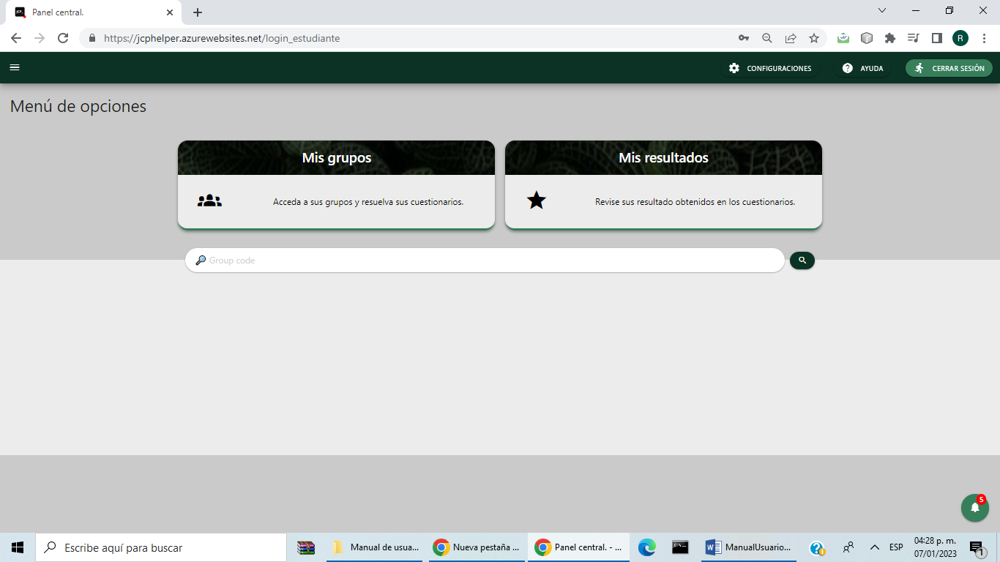 Panel central.
https://jcphelper.azurewebsites.net/login_estudiante
R
CONFIGURACIONES
AYUDA
CERRAR SESIÓN
Menú de opciones
Mis grupos
Mis resultados
Acceda a sus grupos y resuelva sus cuestionarios.
Revise sus resultado obtenidos en los cuestionarios.
Group code
5
Escribe aquí para buscar
Manual de usua...
Nueva pestaña ...
Panel central. - ...
ManualUsuario...
ESP
04:28 p. m.
07/01/2023
1